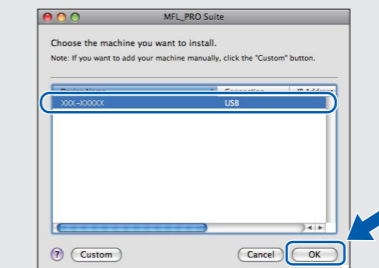 MFL_PRO Suite
Choose the machine you want to install.
Note: If you want to add your machine manually, click the "Custom" button.
XXX-XXXXX USB
? Custom Cancel OK